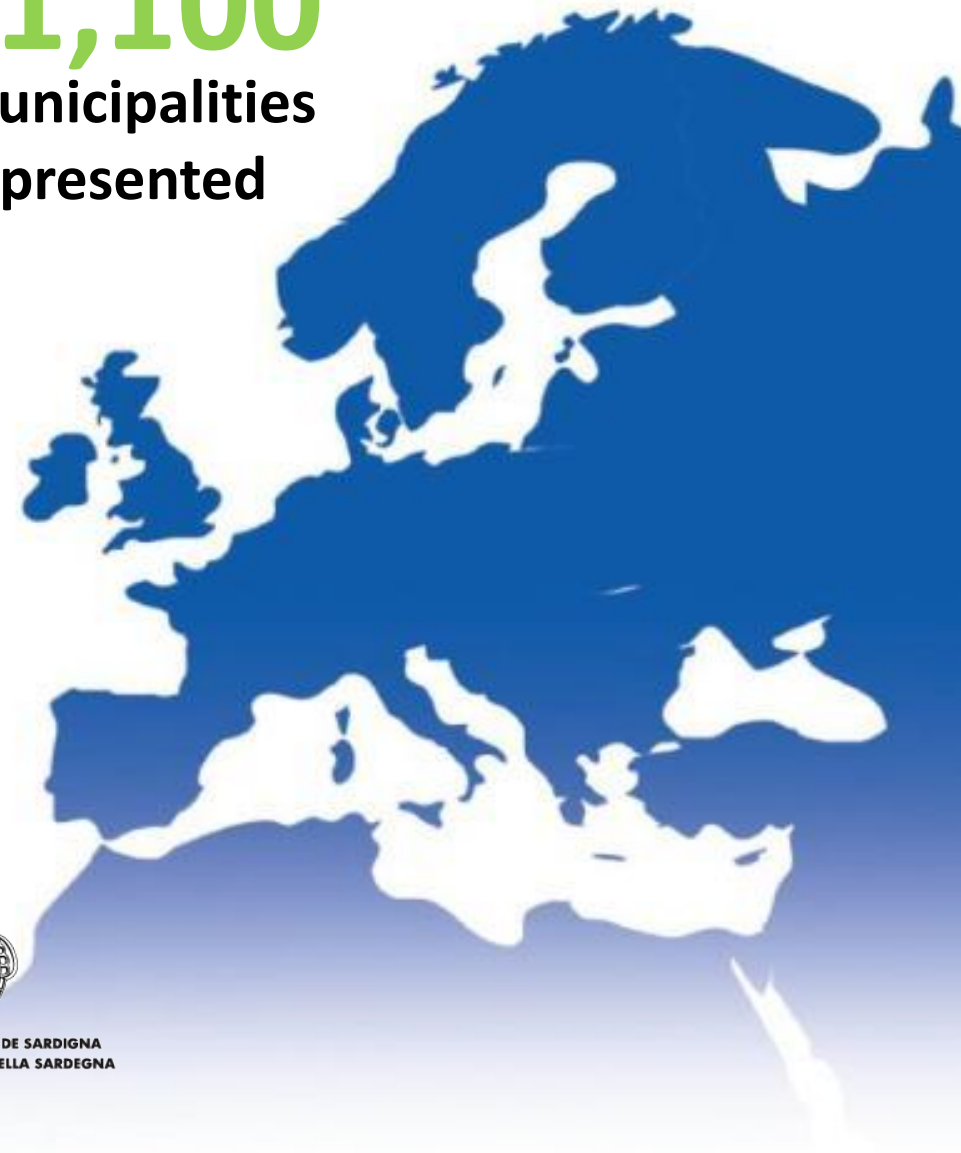 1,100
unicipalities
presented
DE SARDIGNA
ELLA SARDEGNA